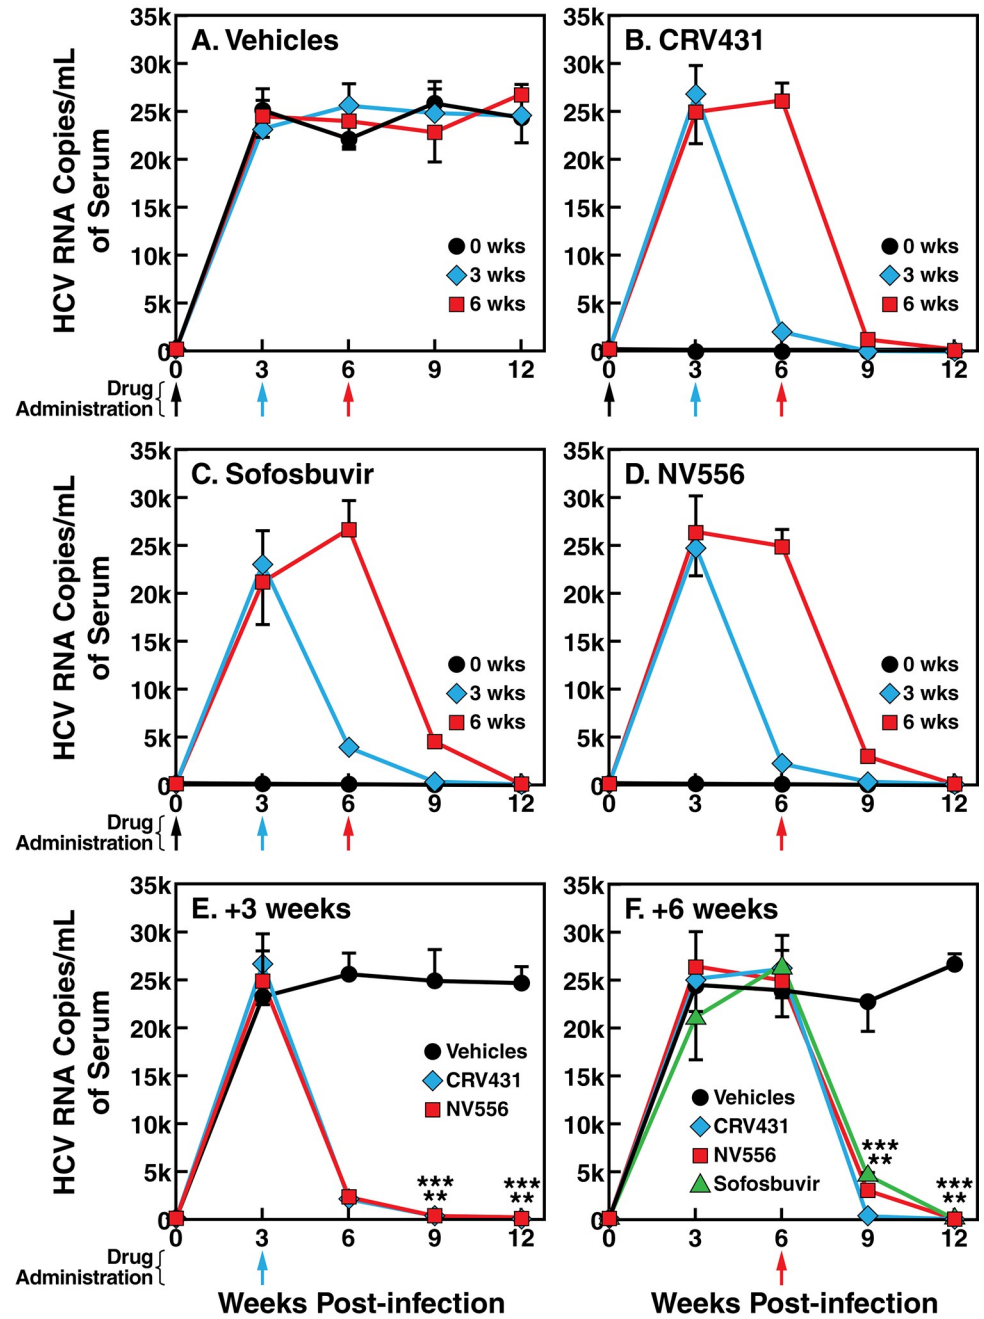 A. Vehicles
HCV RNA Copies/mL
of Serum
35k
30k
25k
20k
15k
10k
5k
0
0 wks
3 wks
6 wks
0 3 6 9 12
Drug
Administration
B. CRV431
35k
30k
25k
20k
15k
10k
5k
0
0 wks
3 wks
6 wks
0 3 6 9 12
C. Sofosbuvir
HCV RNA Copies/mL
of Serum
35k
30k
25k
20k
15k
10k
5k
0
0 wks
3 wks
6 wks
0 3 6 9 12
Drug
Administration
D. NV556
35k
30k
25k
20k
15k
10k
5k
0
0 wks
3 wks
6 wks
0 3 6 9 12
E. +3 weeks
HCV RNA Copies/mL
of Serum
35k
30k
25k
20k
15k
10k
5k
0
Vehicles
CRV431
NV556
***
**
***
**
0 3 6 9 12
Drug
Administration
Weeks Post-infection
F. +6 weeks
35k
30k
25k
20k
15k
10k
5k
0
Vehicles
CRV431
NV556
Sofosbuvir
***
**
***
**
0 3 6 9 12
Weeks Post-infection